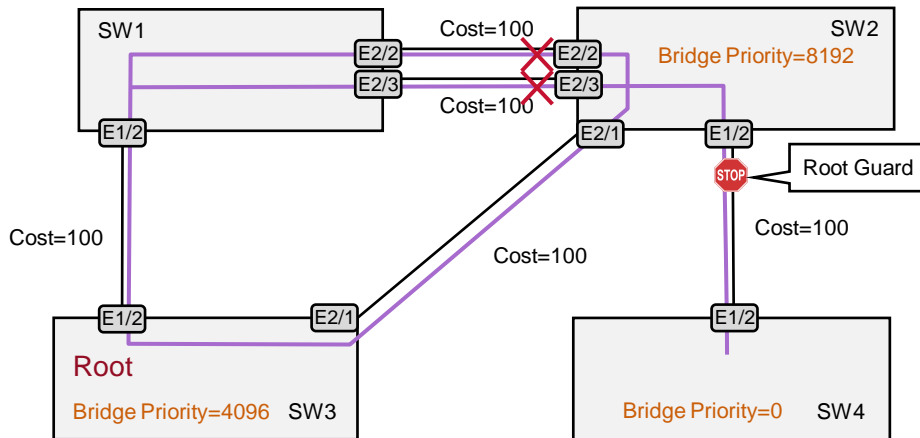 SW1
Cost=100
SW2
E2/2
E2/2
Bridge Priority=8192
E2/3
E2/3
Cost=100
E1/2
E2/1
E1/2
STOP
Root Guard
Cost=100
Cost=100
Cost=100
E1/2
E2/1
E1/2
Root
Bridge Priority=4096
SW3
Bridge Priority=0
SW4